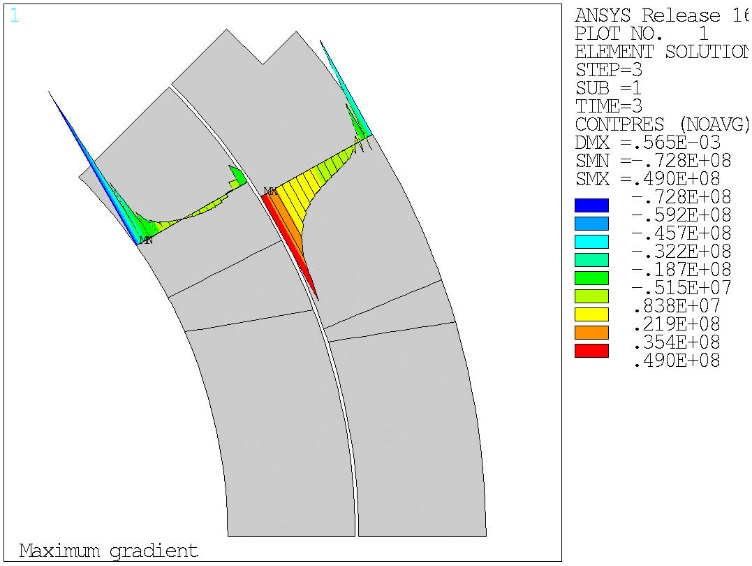 1
ANSYS Release 16
PLOT NO. 1
ELEMENT SOLUTION
STEP=3
SUB =1
TIME=3
CONTPRES (NOAVG)
DMX =.565E-03
SMN =-.728E+08
SMX =.490E+08
-.728E+08
-.592E+08
-.457E+08
-.322E+08
-.187E+08
-.515E+07
.838E+07
.219E+08
.354E+08
.490E+08
MX
MN
Maximum gradient